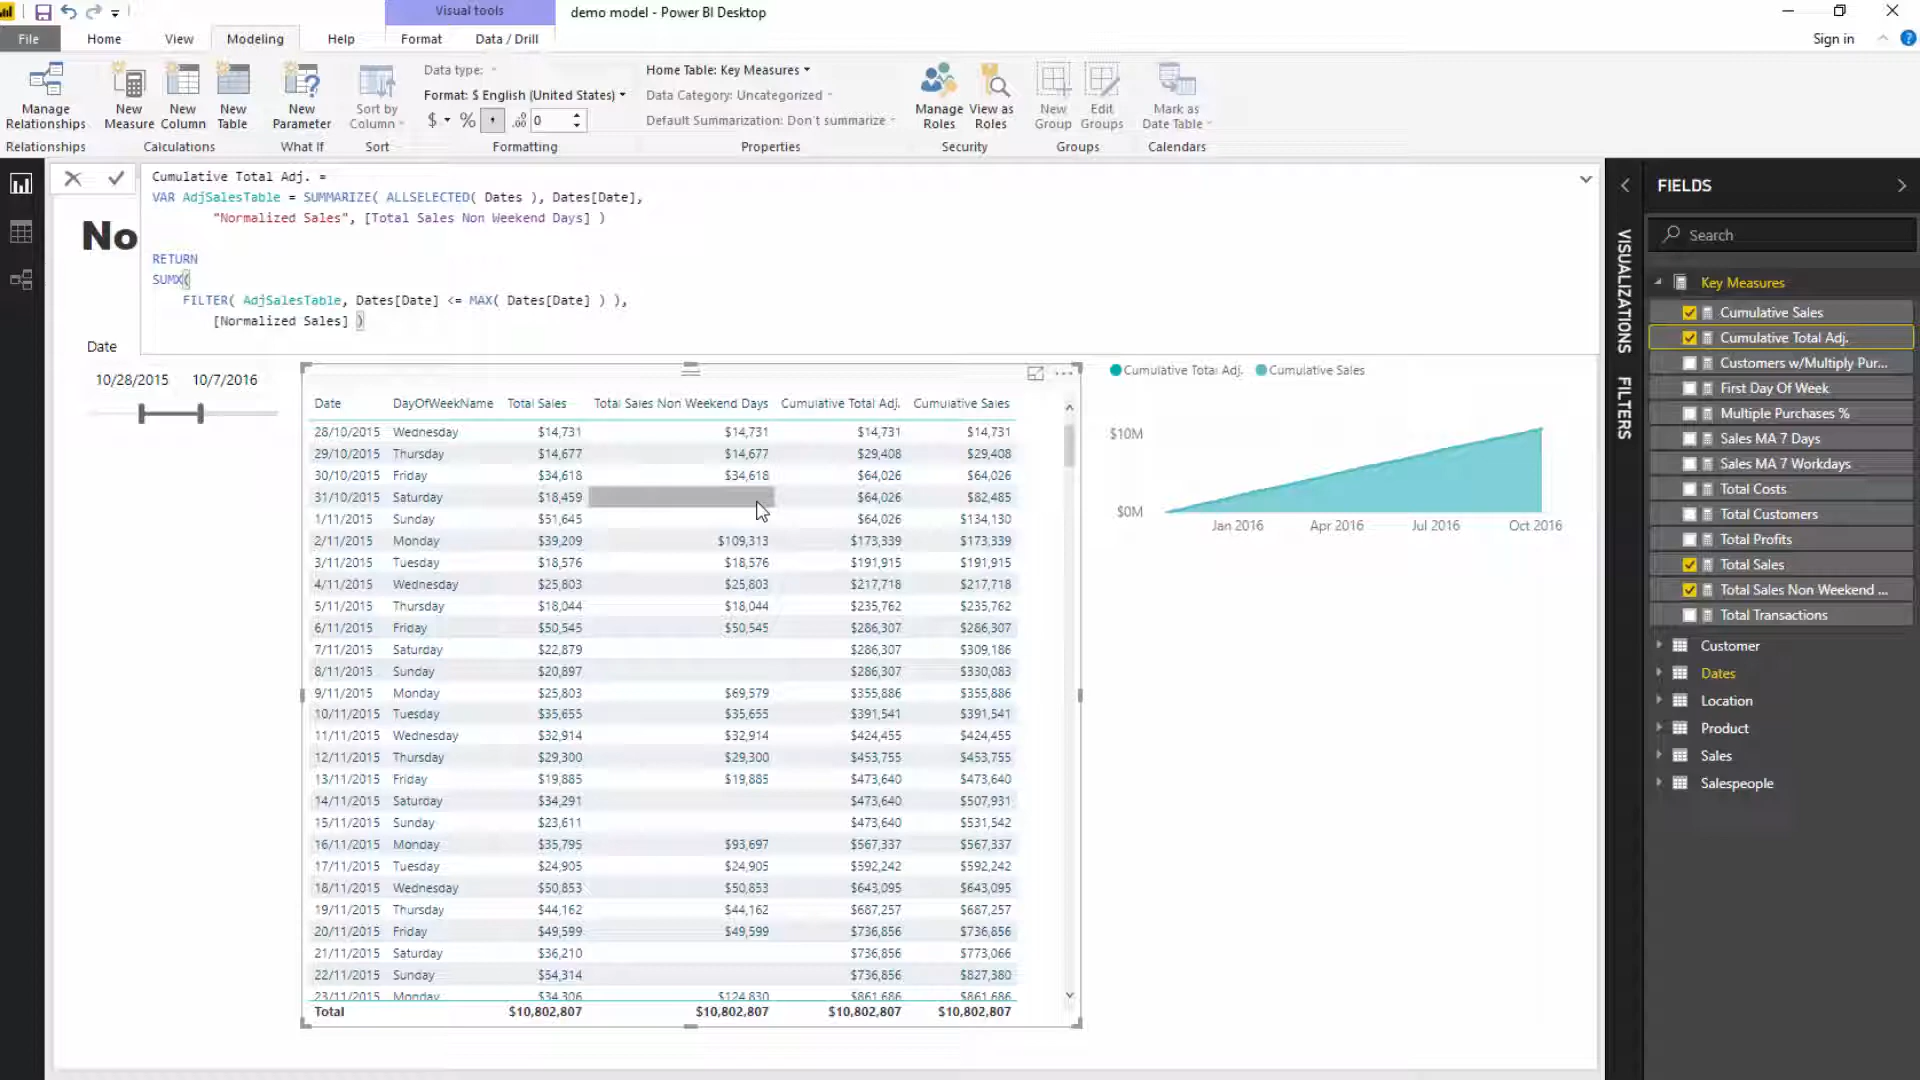 Visual tools
demo model - Power BI Desktop
File
Home
View
Modeling
Help
Format
Data / Drill
Sign in
Manage Relationships
New Measure
New Column
New Table
New Parameter
Sort by Column
Data type:
Format: $ English (United States)
$ % , .00 0
Home Table: Key Measures
Data Category: Uncategorized
Default Summarization: Don't summarize
Manage Roles
View as Roles
New Group
Edit Groups
Mark as Date Table
Relationships
Calculations
What If
Sort
Formatting
Properties
Security
Groups
Calendars
Cumulative Total Adj. =
VAR AdjSalesTable = SUMMARIZE( ALLSELECTED( Dates ), Dates[Date],
"Normalized Sales", [Total Sales Non Weekend Days] )
RETURN
SUMX(
FILTER( AdjSalesTable, Dates[Date] <= MAX( Dates[Date] ) ),
[Normalized Sales] )
No
Date
10/28/2015 10/7/2016
Date DayOfWeekName Total Sales Total Sales Non Weekend Days Cumulative Total Adj. Cumulative Sales
28/10/2015 Wednesday $14,731 $14,731 $14,731 $14,731
29/10/2015 Thursday $14,677 $14,677 $29,408 $29,408
30/10/2015 Friday $34,618 $34,618 $64,026 $64,026
31/10/2015 Saturday $18,459 $64,026 $82,485
1/11/2015 Sunday $51,645 $64,026 $134,130
2/11/2015 Monday $39,209 $109,313 $173,339 $173,339
3/11/2015 Tuesday $18,576 $18,576 $191,915 $191,915
4/11/2015 Wednesday $25,803 $25,803 $217,718 $217,718
5/11/2015 Thursday $18,044 $18,044 $235,762 $235,762
6/11/2015 Friday $50,545 $50,545 $286,307 $286,307
7/11/2015 Saturday $22,879 $286,307 $309,186
8/11/2015 Sunday $20,897 $286,307 $330,083
9/11/2015 Monday $25,803 $69,579 $355,886 $355,886
10/11/2015 Tuesday $35,655 $35,655 $391,541 $391,541
11/11/2015 Wednesday $32,914 $32,914 $424,455 $424,455
12/11/2015 Thursday $29,300 $29,300 $453,755 $453,755
13/11/2015 Friday $19,885 $19,885 $473,640 $473,640
14/11/2015 Saturday $34,291 $473,640 $507,931
15/11/2015 Sunday $23,611 $473,640 $531,542
16/11/2015 Monday $35,795 $93,697 $567,337 $567,337
17/11/2015 Tuesday $24,905 $24,905 $592,242 $592,242
18/11/2015 Wednesday $50,853 $50,853 $643,095 $643,095
19/11/2015 Thursday $44,162 $44,162 $687,257 $687,257
20/11/2015 Friday $49,599 $49,599 $736,856 $736,856
21/11/2015 Saturday $36,210 $736,856 $773,066
22/11/2015 Sunday $54,314 $736,856 $827,380
23/11/2015 Monday $34,306 $124,830 $861,686 $861,686
Total $10,802,807 $10,802,807 $10,802,807 $10,802,807
Cumulative Total Adj. Cumulative Sales
$10M
$0M
Jan 2016 Apr 2016 Jul 2016 Oct 2016
VISUALIZATIONS
FILTERS
FIELDS
Search
Key Measures
Cumulative Sales
Cumulative Total Adj.
Customers w/Multiply Pur...
First Day Of Week
Multiple Purchases %
Sales MA 7 Days
Sales MA 7 Workdays
Total Costs
Total Customers
Total Profits
Total Sales
Total Sales Non Weekend ...
Total Transactions
Customer
Dates
Location
Product
Sales
Salespeople